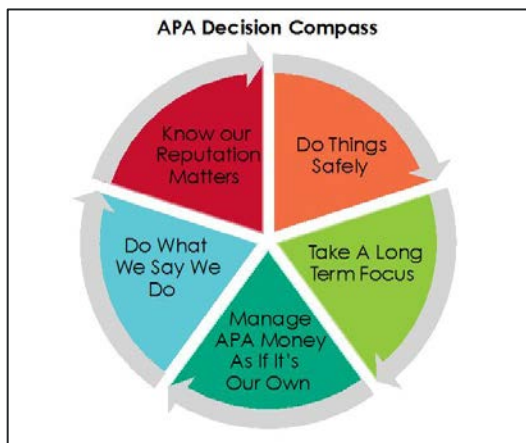 APA Decision Compass
Know our
Reputation
Matters
Do Things
Safely
Take A Long
Term Focus
Manage
APA Money
As If It's
Our Own
Do What
We Say We
Do